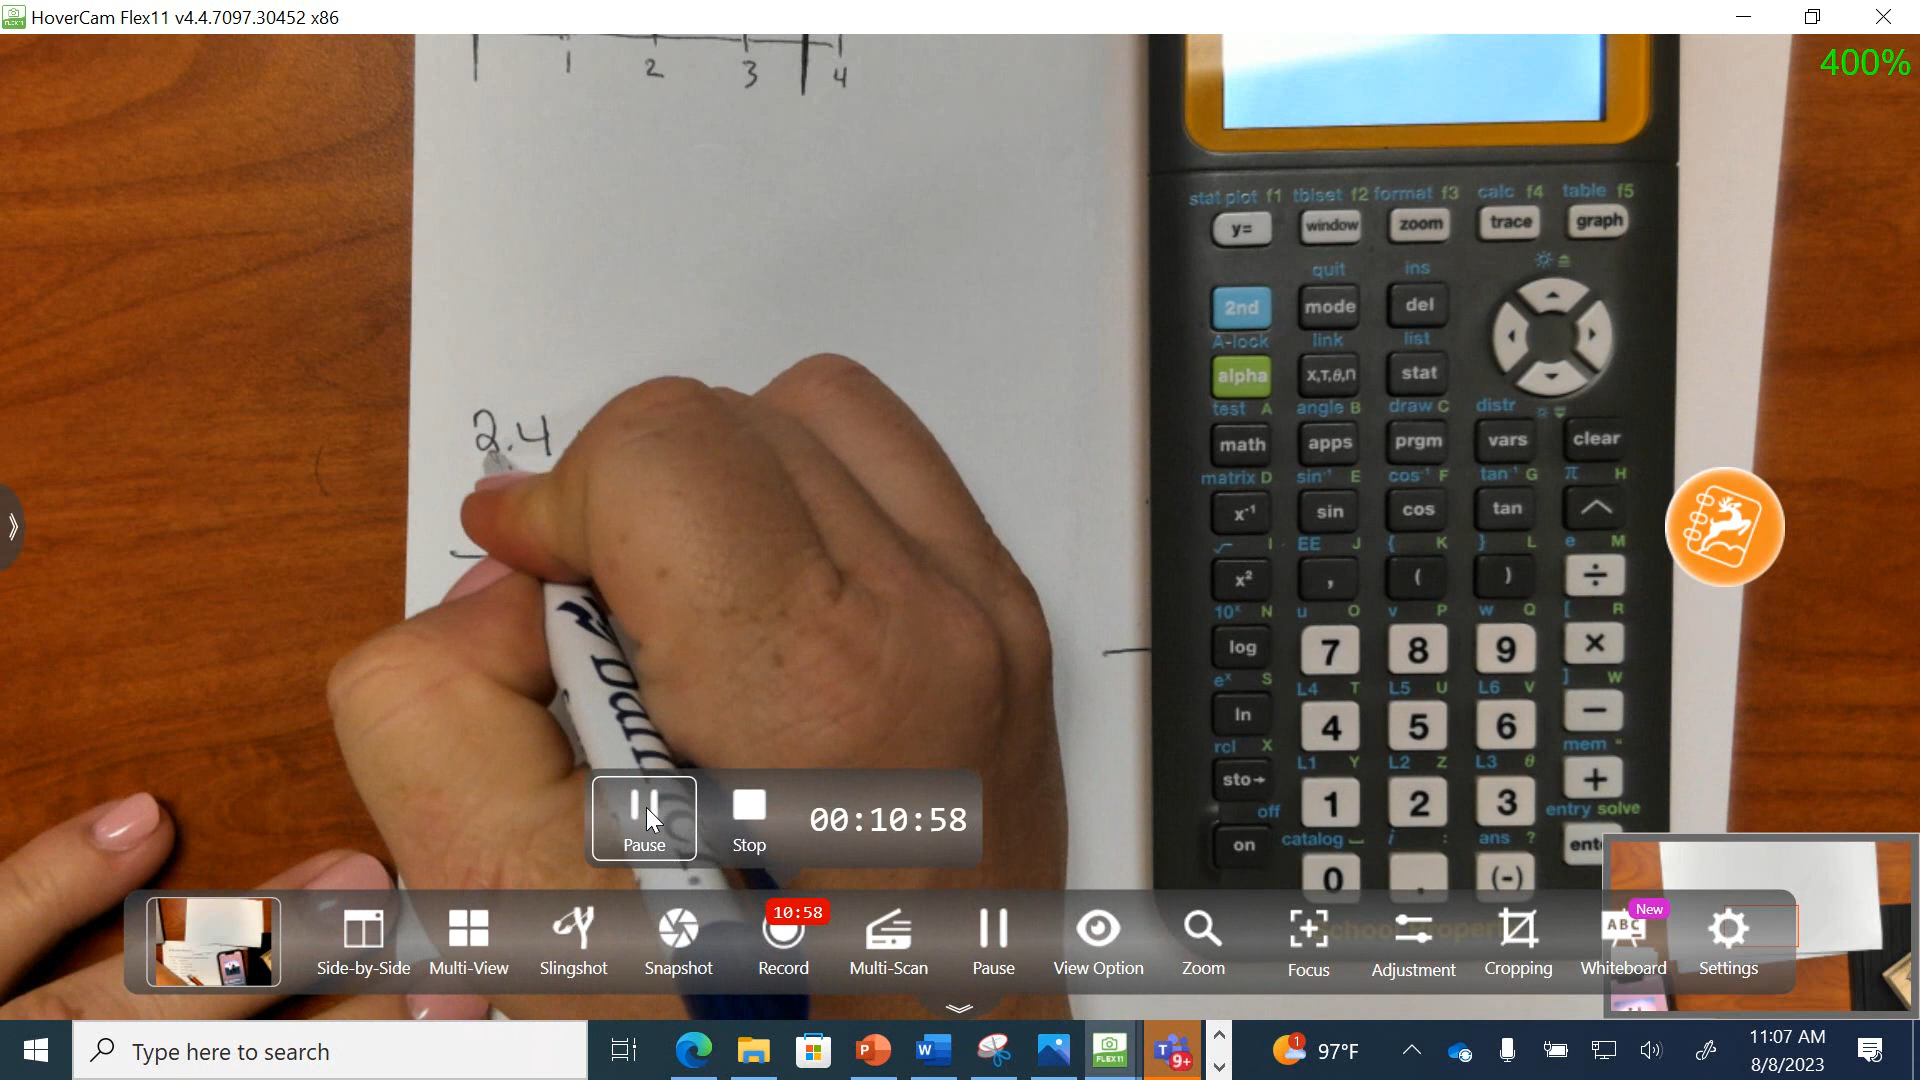 HoverCam Flex11 v4.4.7097.30452 x86
400%
1 2 3 4
stat plot f1 tblset f2 format f3 calc f4 table f5
y= window zoom trace graph
quit ins
2nd mode del
A-lock link list
alpha x,T,θ,n stat
test A angle B draw C distr
math apps prgm vars clear
matrix D sin⁻¹ E cos⁻¹ F tan⁻¹ G π H
x⁻¹ sin cos tan ^
√ I EE J { K } L e M
x² , ( ) ÷
10ˣ N u O v P w Q [ R
log 7 8 9 ×
eˣ S L4 T L5 U L6 V ] W
ln 4 5 6 −
rcl X L1 Y L2 Z L3 θ mem "
sto→ 1 2 3 +
off catalog ⎵ i : ans ? entry solve
on 0 . (-)
2.4
Pause Stop 00:10:58
10:58
New
ABC
Side-by-Side Multi-View Slingshot Snapshot Record Multi-Scan Pause View Option Zoom Focus Adjustment Cropping Whiteboard Settings
Type here to search
P W FLEX11 T 9+
1 97°F
11:07 AM
8/8/2023